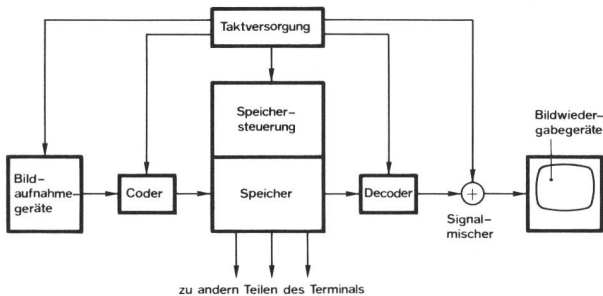 Taktversorgung
Speicher-
steuerung
Bildwieder-
gabegeräte
Bild-
aufnahme-
geräte
Coder
Speicher
Decoder
Signal-
mischer
zu andern Teilen des Terminals